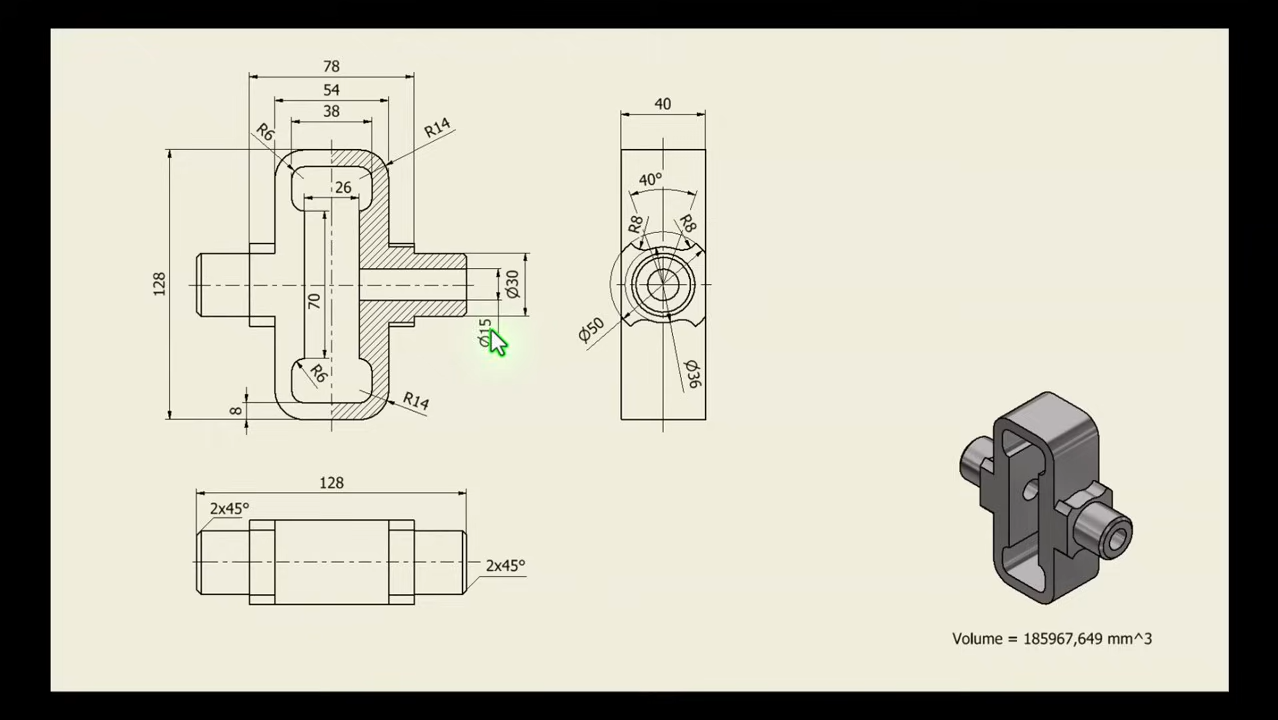 78
54
38
R6
R14
26
128
70
Ø30
Ø15
R6
R14
8
40
40°
R8
R8
Ø50
Ø36
128
2x45°
2x45°
Volume = 185967,649 mm^3